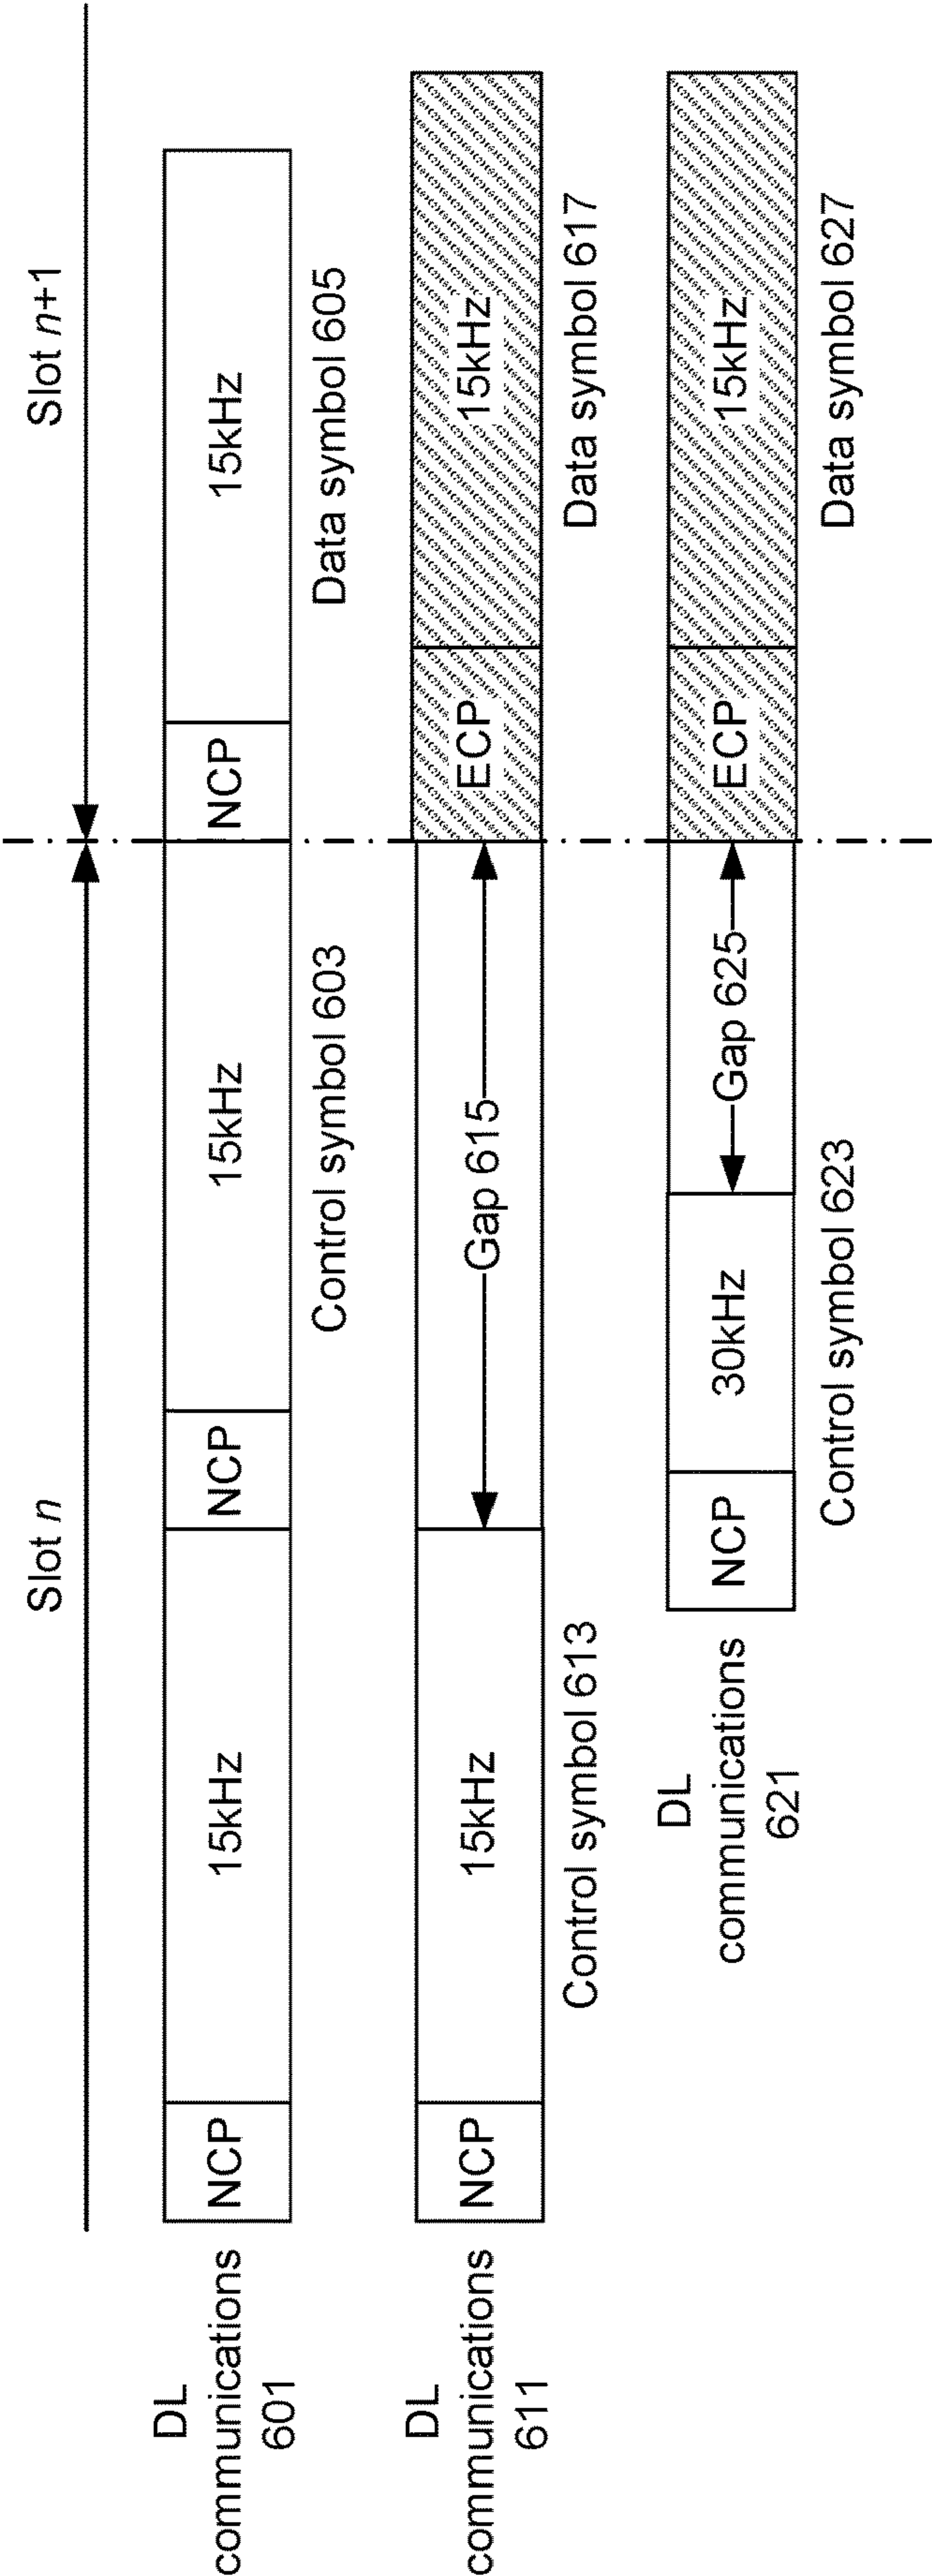 Slot n
Slot n+1
DL
communications
601
NCP
15kHz
NCP
15kHz
NCP
15kHz
Control symbol 603
Data symbol 605
DL
communications
611
NCP
15kHz
Gap 615
ECP
15kHz
Control symbol 613
Data symbol 617
DL
communications
621
NCP
30kHz
Gap 625
ECP
15kHz
Control symbol 623
Data symbol 627